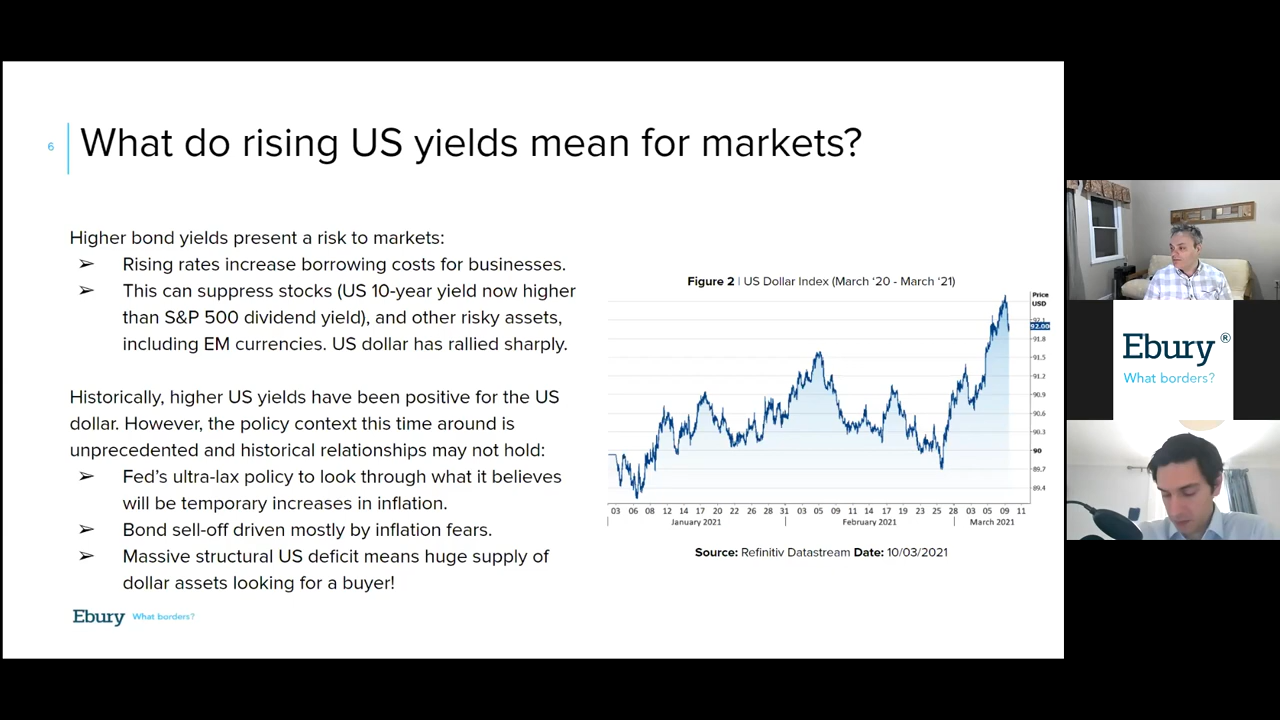 6
What do rising US yields mean for markets?
Higher bond yields present a risk to markets:
➢ Rising rates increase borrowing costs for businesses.
➢ This can suppress stocks (US 10-year yield now higher
than S&P 500 dividend yield), and other risky assets,
including EM currencies. US dollar has rallied sharply.
Historically, higher US yields have been positive for the US
dollar. However, the policy context this time around is
unprecedented and historical relationships may not hold:
➢ Fed's ultra-lax policy to look through what it believes
will be temporary increases in inflation.
➢ Bond sell-off driven mostly by inflation fears.
➢ Massive structural US deficit means huge supply of
dollar assets looking for a buyer!
Ebury What borders?
Figure 2 | US Dollar Index (March '20 - March '21)
Price
USD
92.1
92.00
91.8
91.5
91.2
90.9
90.6
90.3
90
89.7
89.4
03 06 08 12 14 18 20 22 26 28 01 03 05 09 11 15 17 19 23 25 01 03 05 09 11
January 2021 February 2021 March 2021
Source: Refinitiv Datastream Date: 10/03/2021
Ebury®
What borders?